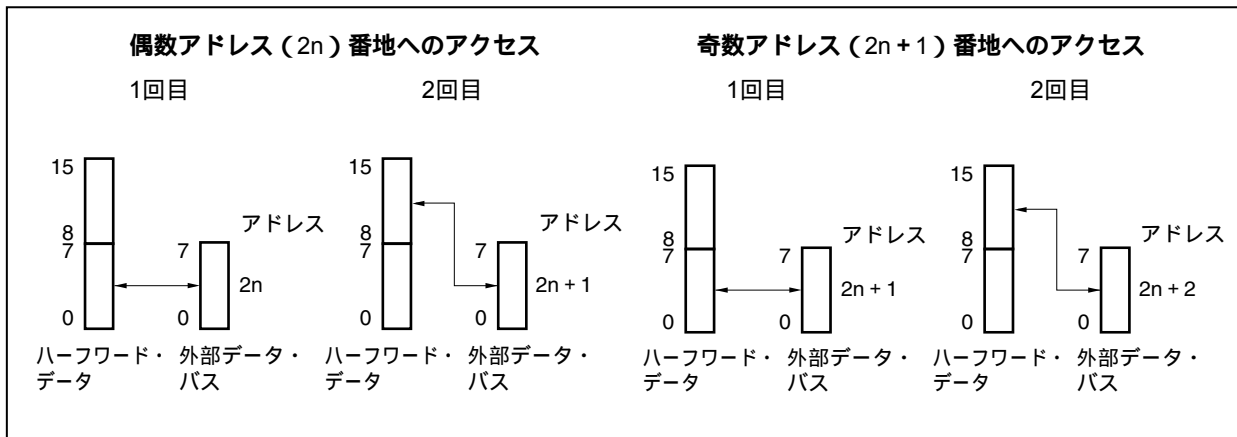 偶数アドレス（2n）番地へのアクセス
1回目
2回目
15
8
7
0
7
0
アドレス
2n
ハーフワード・
データ
外部データ・
バス
15
8
7
0
7
0
アドレス
2n + 1
ハーフワード・
データ
外部データ・
バス
奇数アドレス（2n + 1）番地へのアクセス
1回目
2回目
15
8
7
0
7
0
アドレス
2n + 1
ハーフワード・
データ
外部データ・
バス
15
8
7
0
7
0
アドレス
2n + 2
ハーフワード・
データ
外部データ・
バス